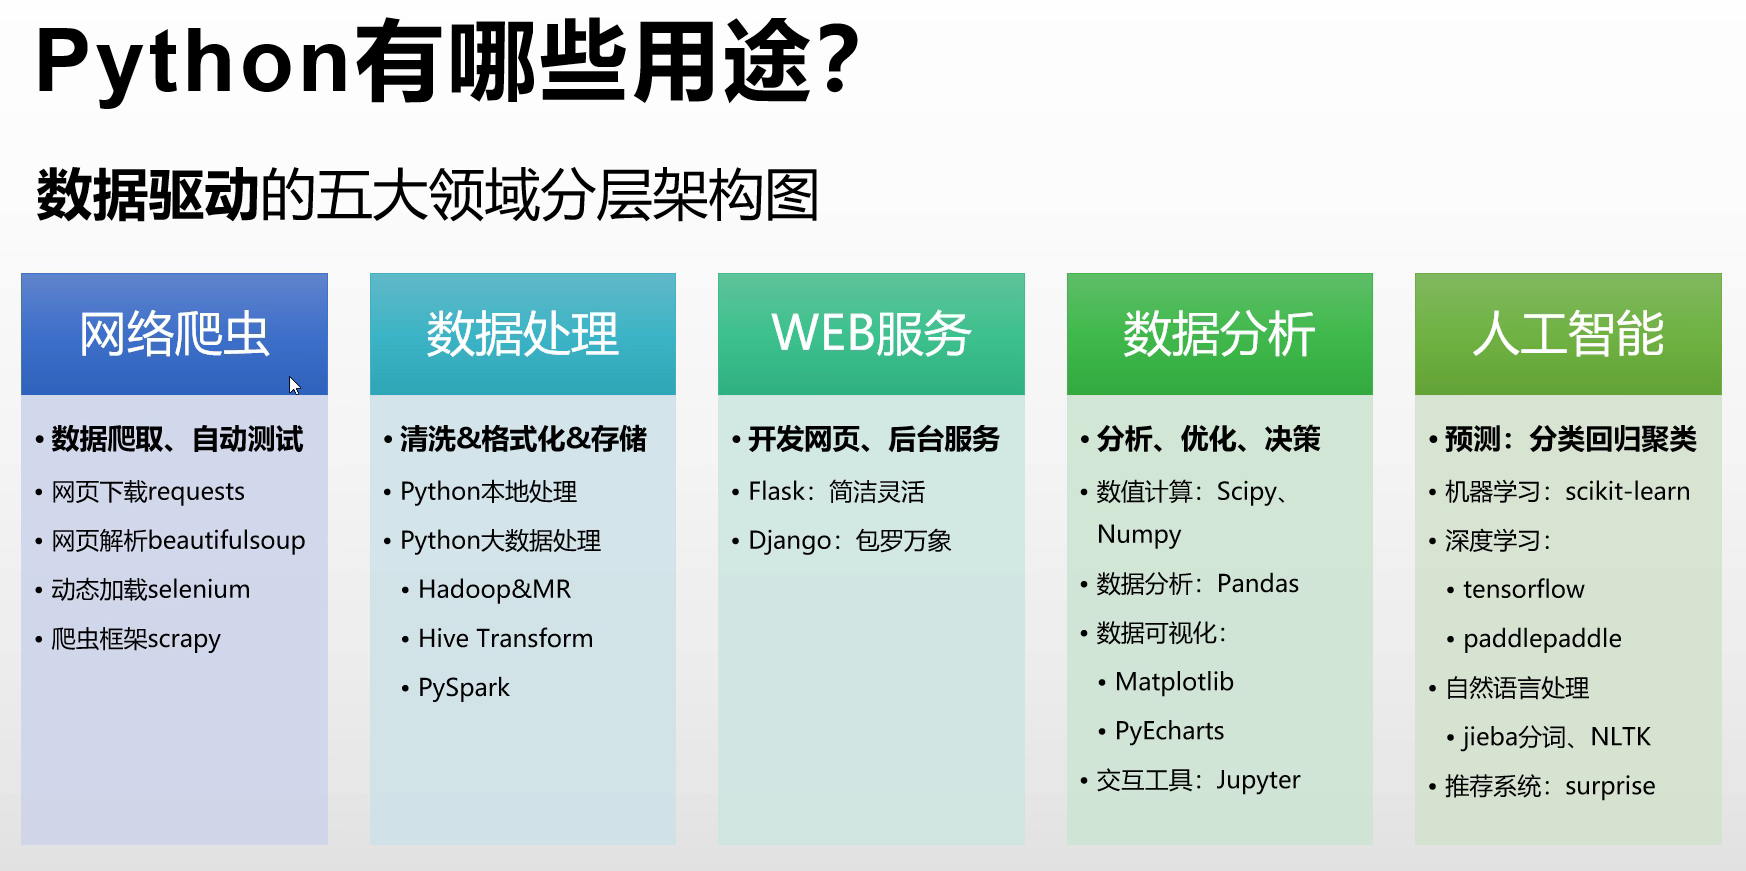 Python有哪些用途？
数据驱动的五大领域分层架构图
网络爬虫
• 数据爬取、自动测试
• 网页下载requests
• 网页解析beautifulsoup
• 动态加载selenium
• 爬虫框架scrapy
数据处理
• 清洗&格式化&存储
• Python本地处理
• Python大数据处理
• Hadoop&MR
• Hive Transform
• PySpark
WEB服务
• 开发网页、后台服务
• Flask：简洁灵活
• Django：包罗万象
数据分析
• 分析、优化、决策
• 数值计算：Scipy、
Numpy
• 数据分析：Pandas
• 数据可视化：
• Matplotlib
• PyEcharts
• 交互工具：Jupyter
人工智能
• 预测：分类回归聚类
• 机器学习：scikit-learn
• 深度学习：
• tensorflow
• paddlepaddle
• 自然语言处理
• jieba分词、NLTK
• 推荐系统：surprise